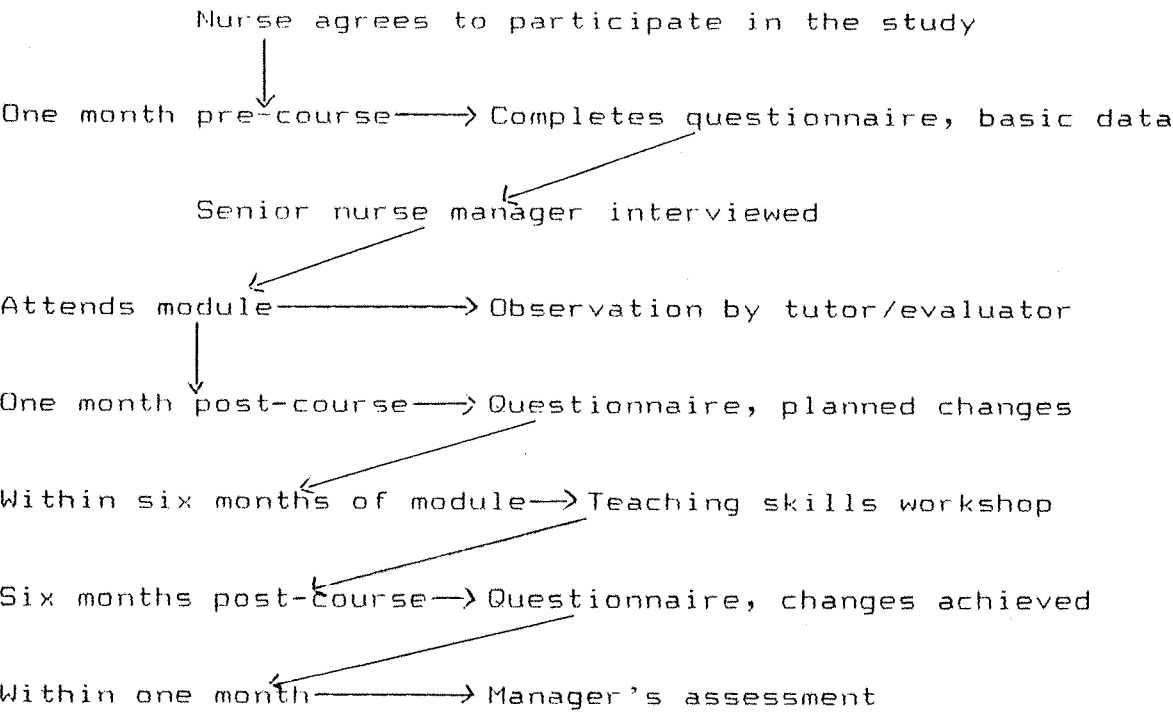 Nurse agrees to participate in the study
One month pre-course → Completes questionnaire, basic data
Senior nurse manager interviewed
Attends module → Observation by tutor/evaluator
One month post-course → Questionnaire, planned changes
Within six months of module → Teaching skills workshop
Six months post-course → Questionnaire, changes achieved
Within one month → Manager's assessment